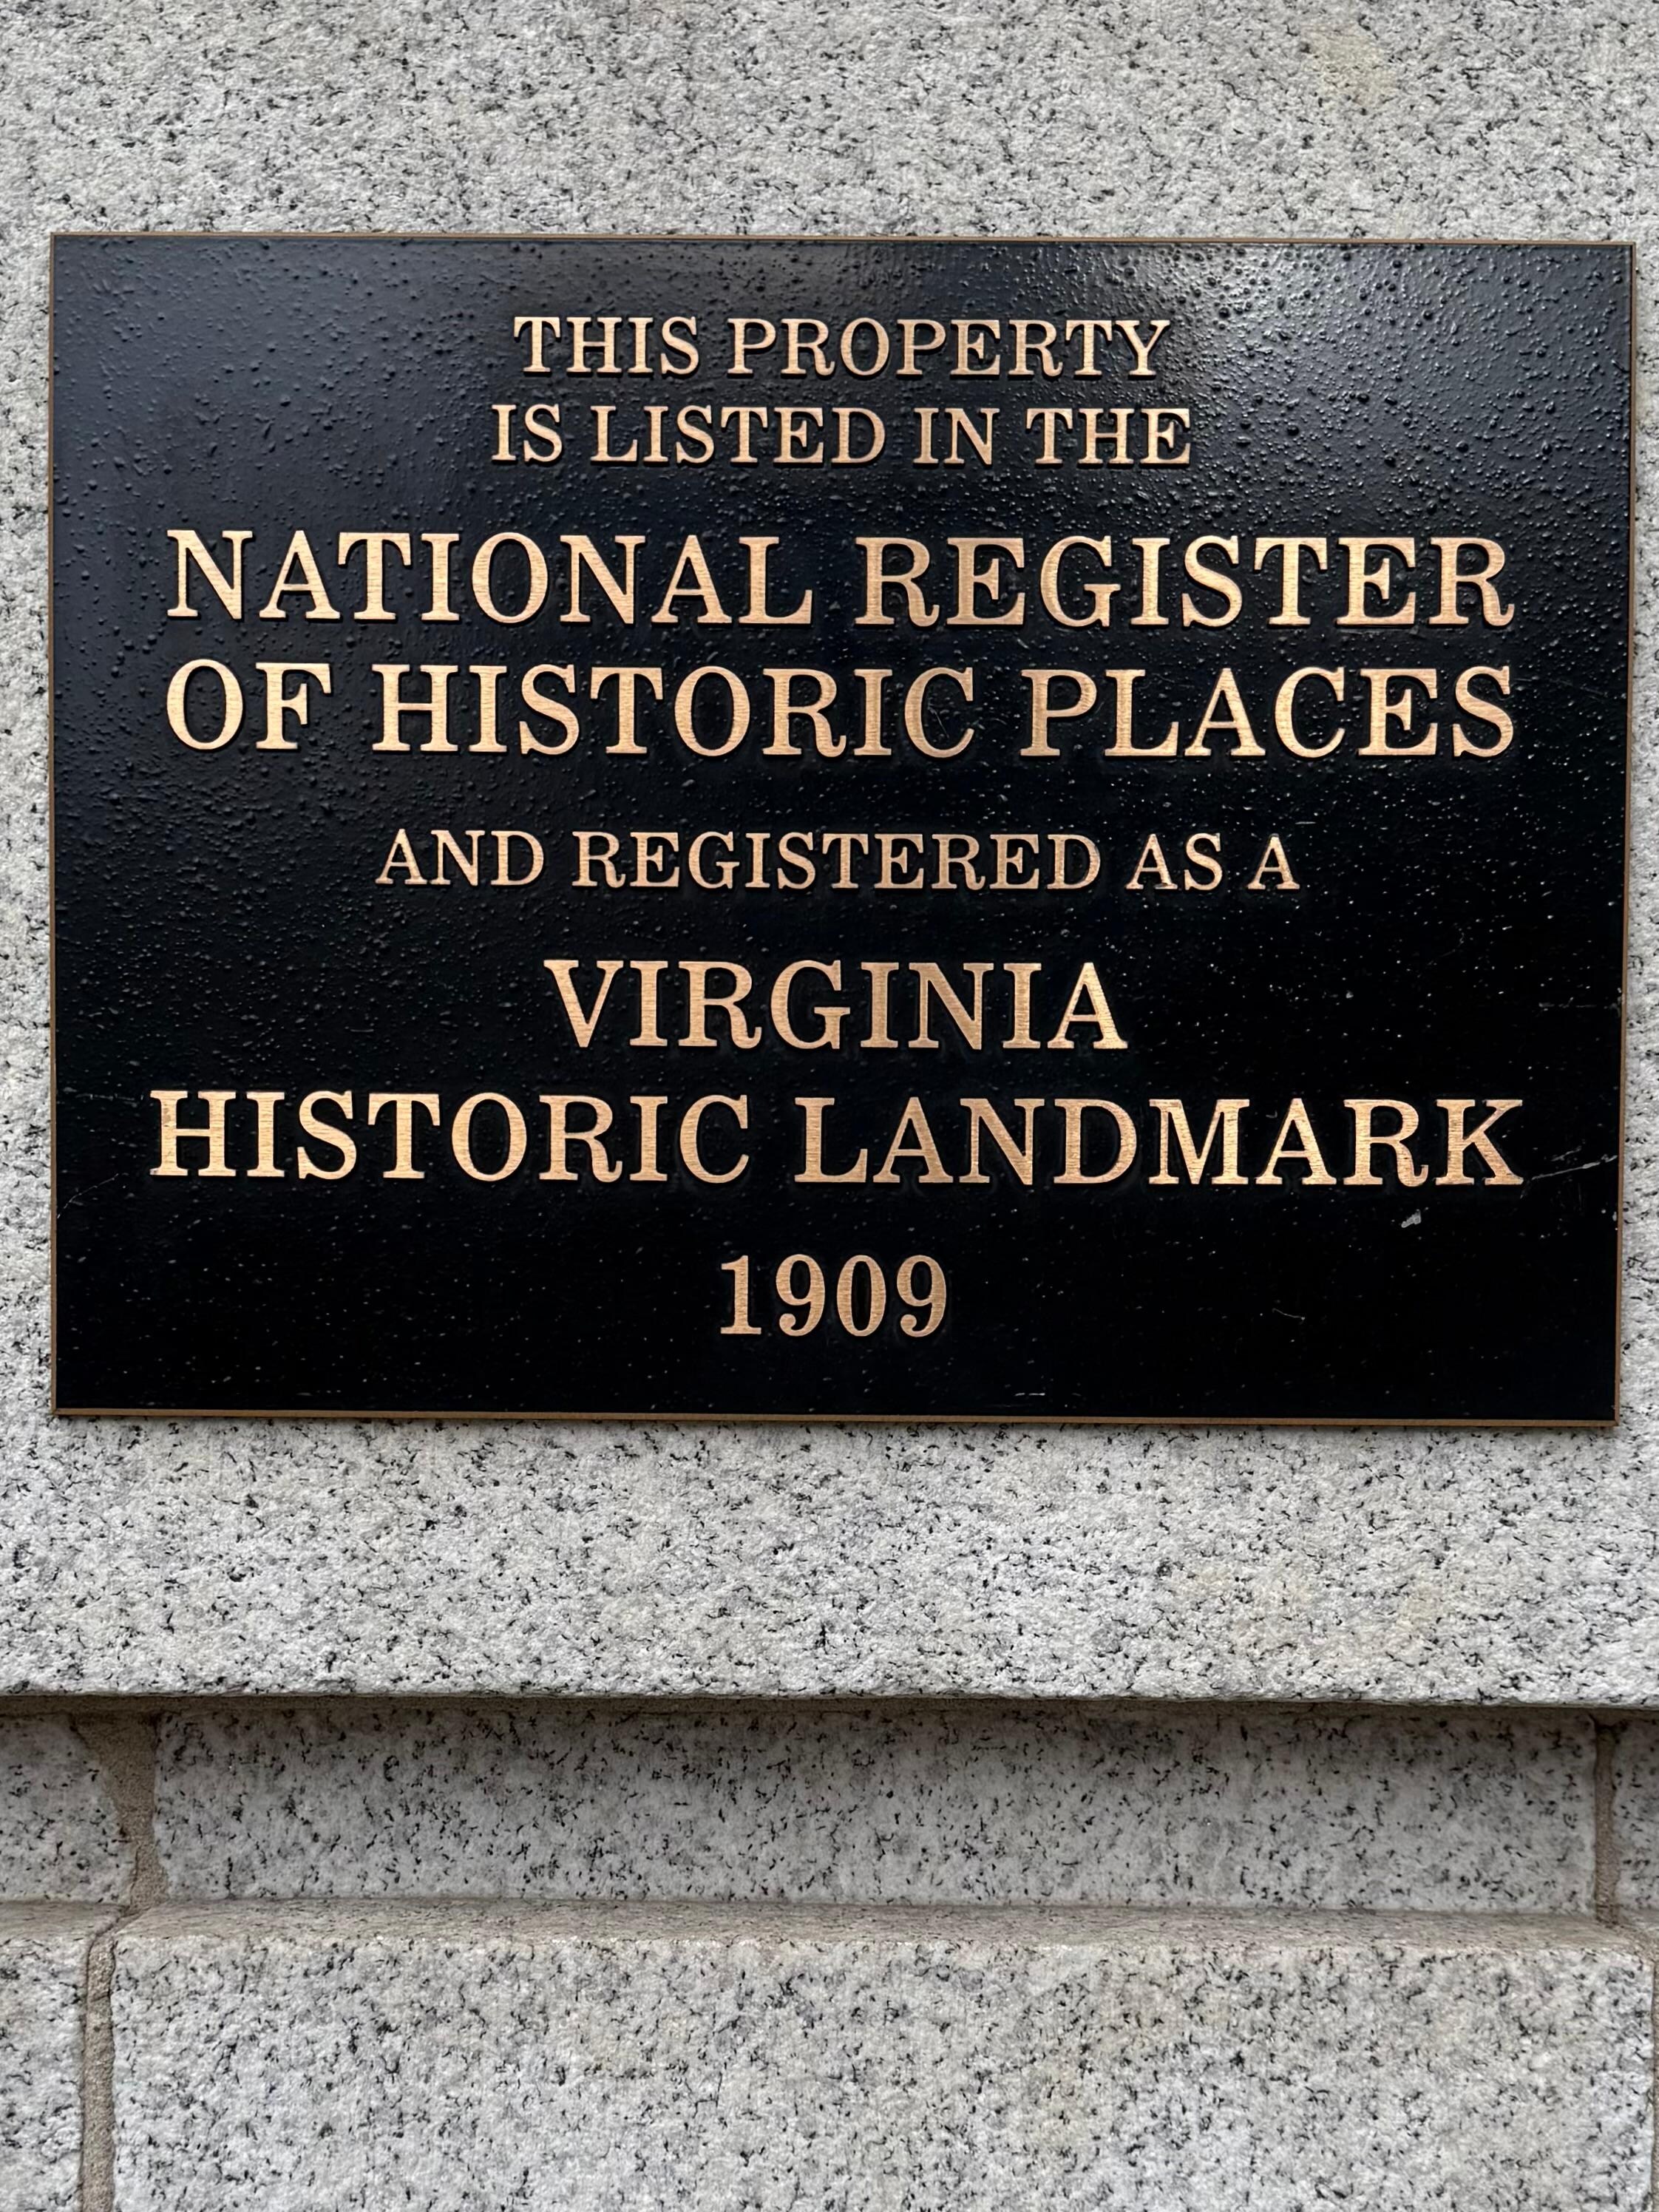 THIS PROPERTY
IS LISTED IN THE
NATIONAL REGISTER
OF HISTORIC PLACES
AND REGISTERED AS A
VIRGINIA
HISTORIC LANDMARK
1909